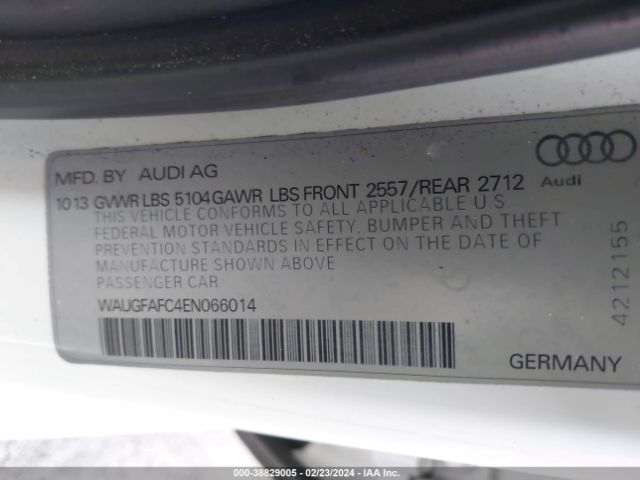 MFD. BY AUDI AG
10 13 GVWR LBS 5104 GAWR LBS FRONT 2557/REAR 2712
THIS VEHICLE CONFORMS TO ALL APPLICABLE U S
FEDERAL MOTOR VEHICLE SAFETY, BUMPER AND THEFT
PREVENTION STANDARDS IN EFFECT ON THE DATE OF
MANUFACTURE SHOWN ABOVE
PASSENGER CAR
WAUGFAFC4EN066014
Audi
42112155
GERMANY
000-38829005 - 02/23/2024 - IAA Inc.